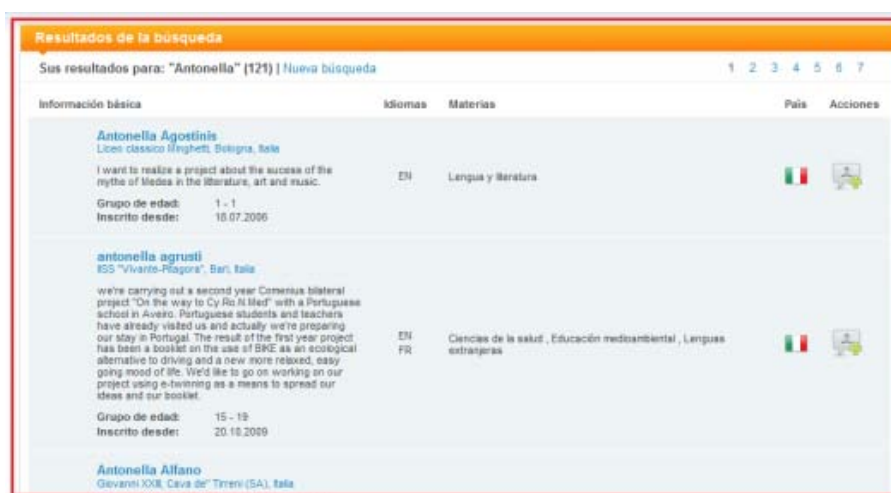 Resultados de la búsqueda
Sus resultados para: "Antonella" (121) | Nueva búsqueda 1 2 3 4 5 6 7
Información básica Idiomas Materias País Acciones
Antonella Agostinis
Liceo classico Minghetti, Bologna, Italia
I want to realize a project about the sucess of the
mythe of Medea in the litterature, art and music.
EN Lengua y literatura
Grupo de edad: 1 - 1
Inscrito desde: 18.07.2006
antonella agrusti
IISS "Vivante-Pitagora", Bari, Italia
we're carrying out a second year Comenius bilateral
project "On the way to Cy.Ro.N.Med" with a Portuguese
school in Aveiro. Portuguese students and teachers
have already visited us and actually we're preparing
our stay in Portugal. The result of the first year project
has been a booklet on the use of BIKE as an ecological
alternative to driving and a new more relaxed, easy
going mood of life. We'd like to go on working on our
project using e-twinning as a means to spread our
ideas and our booklet.
EN
FR
Ciencias de la salud , Educación medioambiental , Lenguas
extranjeras
Grupo de edad: 15 - 19
Inscrito desde: 20.10.2009
Antonella Alfano
Giovanni XXIII, Cava de" Tirreni (SA), Italia